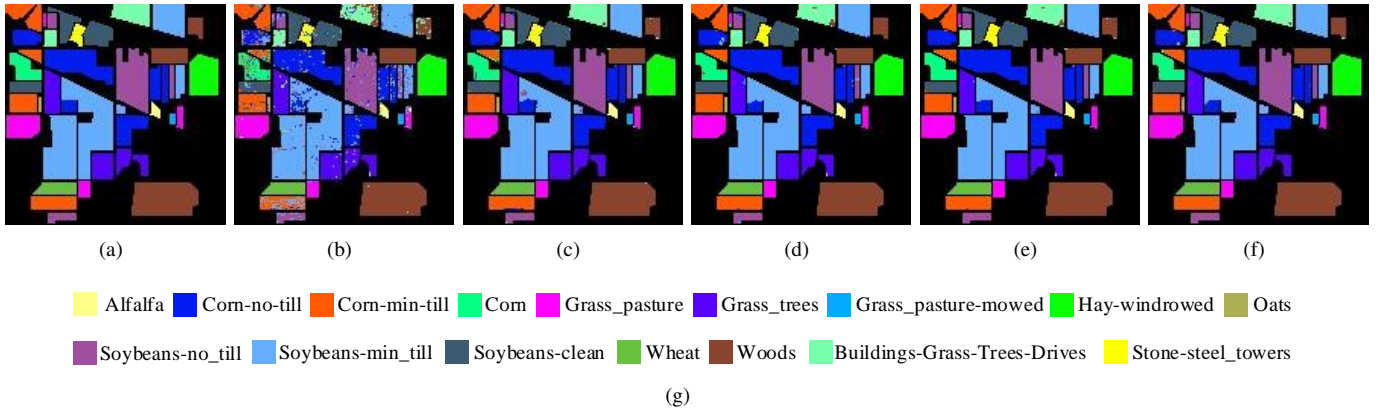 (a) (b) (c) (d) (e) (f)
Alfalfa Corn-no-till Corn-min-till Corn Grass_pasture Grass_trees Grass_pasture-mowed Hay-windrowed Oats
Soybeans-no_till Soybeans-min_till Soybeans-clean Wheat Woods Buildings-Grass-Trees-Drives Stone-steel_towers
(g)